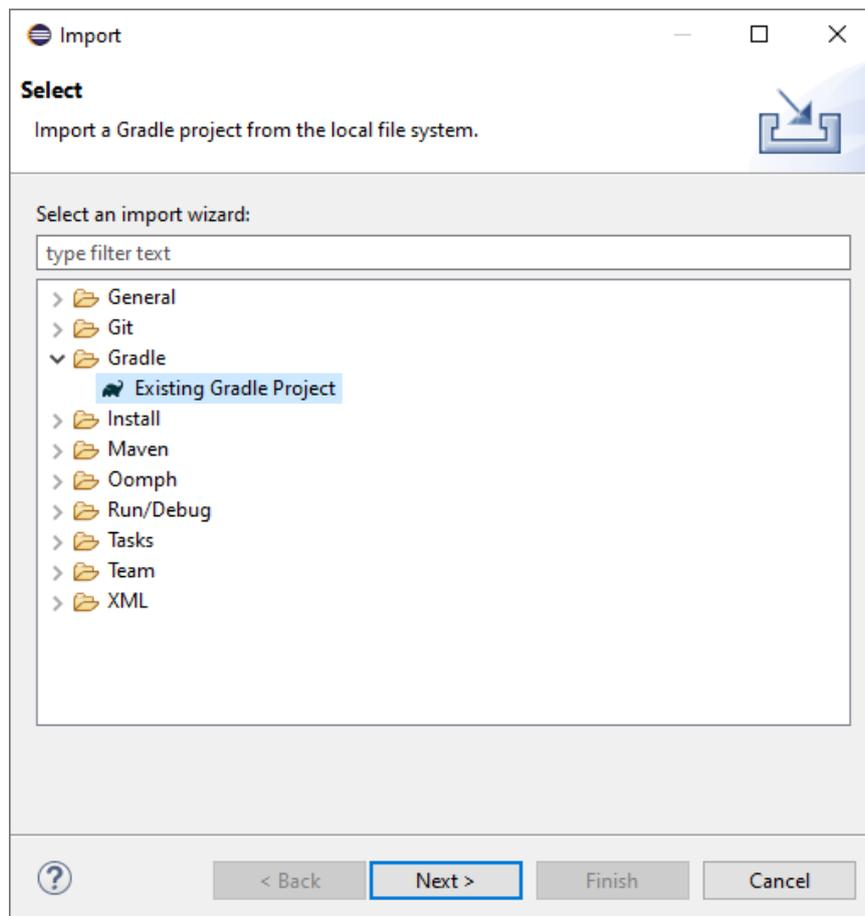 Import
Select
Import a Gradle project from the local file system.
Select an import wizard:
type filter text
General
Git
Gradle
Existing Gradle Project
Install
Maven
Oomph
Run/Debug
Tasks
Team
XML
?
< Back
Next >
Finish
Cancel